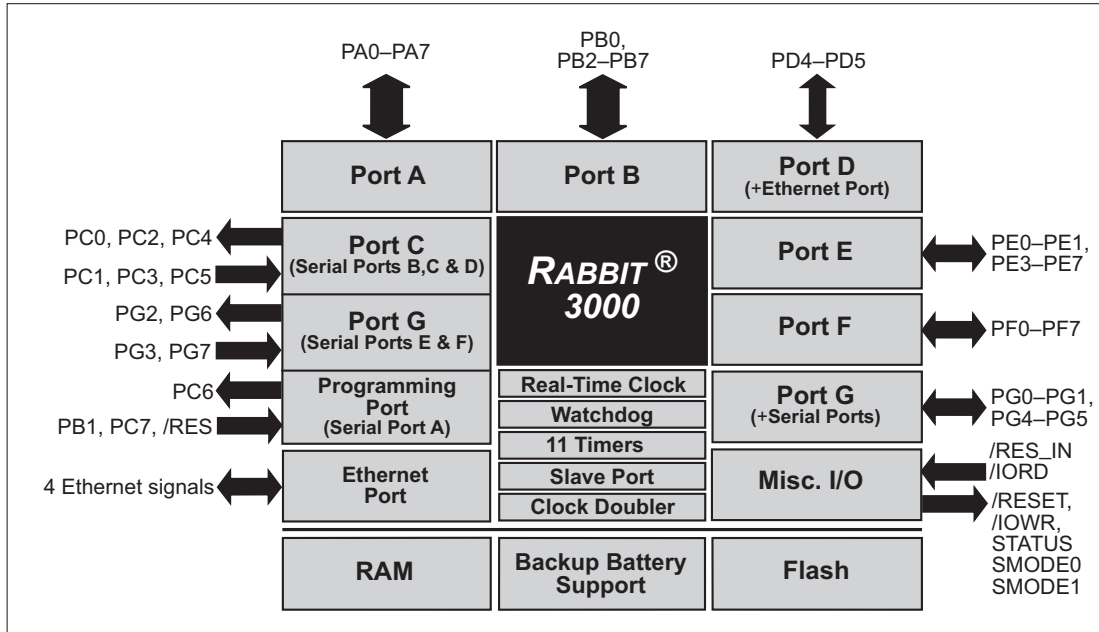 PA0–PA7
PB0,
PB2–PB7
PD4–PD5
Port A
Port B
Port D
(+Ethernet Port)
PC0, PC2, PC4
PC1, PC3, PC5
Port C
(Serial Ports B,C & D)
RABBIT ®
3000
Port E
PE0–PE1,
PE3–PE7
PG2, PG6
PG3, PG7
Port G
(Serial Ports E & F)
Port F
PF0–PF7
PC6
PB1, PC7, /RES
Programming
Port
(Serial Port A)
Real-Time Clock
Watchdog
11 Timers
Slave Port
Clock Doubler
Port G
(+Serial Ports)
PG0–PG1,
PG4–PG5
4 Ethernet signals
Ethernet
Port
Misc. I/O
/RES_IN
/IORD
/RESET,
/IOWR,
STATUS
SMODE0
SMODE1
RAM
Backup Battery
Support
Flash